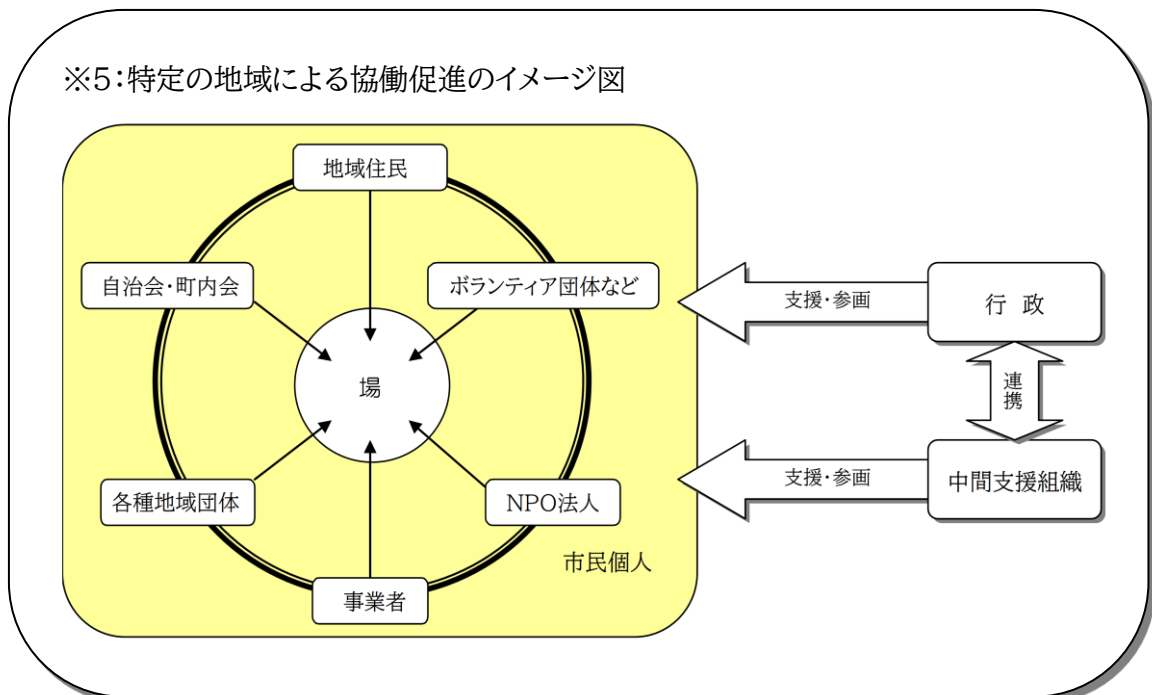 ※5：特定の地域による協働促進のイメージ図
地域住民
自治会・町内会
ボランティア団体など
場
各種地域団体
NPO法人
市民個人
事業者
支援・参画
行 政
連携
支援・参画
中間支援組織